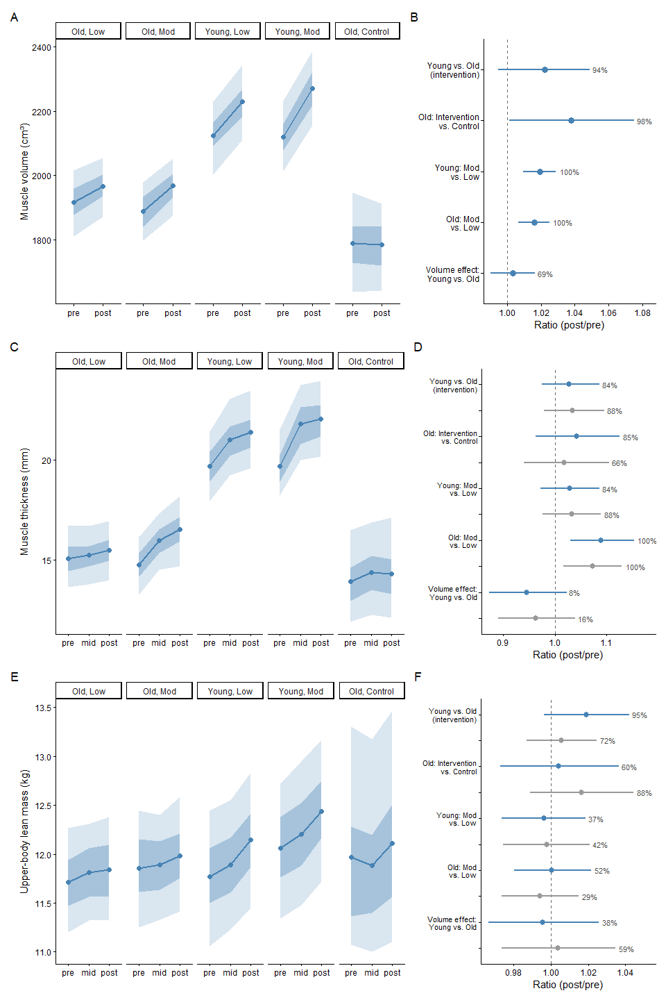 A
B
Old, Low
Old, Mod
Young, Low
Young, Mod
Old, Control
Muscle volume (cm³)
2400
2200
2000
1800
pre
post
pre
post
pre
post
pre
post
pre
post
Young vs. Old
(intervention)
94%
Old: Intervention
vs. Control
98%
Young: Mod
vs. Low
100%
Old: Mod
vs. Low
100%
Volume effect:
Young vs. Old
69%
1.00
1.02
1.04
1.06
1.08
Ratio (post/pre)
C
D
Old, Low
Old, Mod
Young, Low
Young, Mod
Old, Control
Muscle thickness (mm)
20
15
pre
mid
post
pre
mid
post
pre
mid
post
pre
mid
post
pre
mid
post
Young vs. Old
(intervention)
84%
88%
Old: Intervention
vs. Control
85%
66%
Young: Mod
vs. Low
84%
88%
Old: Mod
vs. Low
100%
100%
Volume effect:
Young vs. Old
8%
16%
0.9
1.0
1.1
Ratio (post/pre)
E
F
Old, Low
Old, Mod
Young, Low
Young, Mod
Old, Control
Upper-body lean mass (kg)
13.5
13.0
12.5
12.0
11.5
11.0
pre
mid
post
pre
mid
post
pre
mid
post
pre
mid
post
pre
mid
post
Young vs. Old
(intervention)
95%
72%
Old: Intervention
vs. Control
60%
88%
Young: Mod
vs. Low
37%
42%
Old: Mod
vs. Low
52%
29%
Volume effect:
Young vs. Old
38%
59%
0.98
1.00
1.02
1.04
Ratio (post/pre)